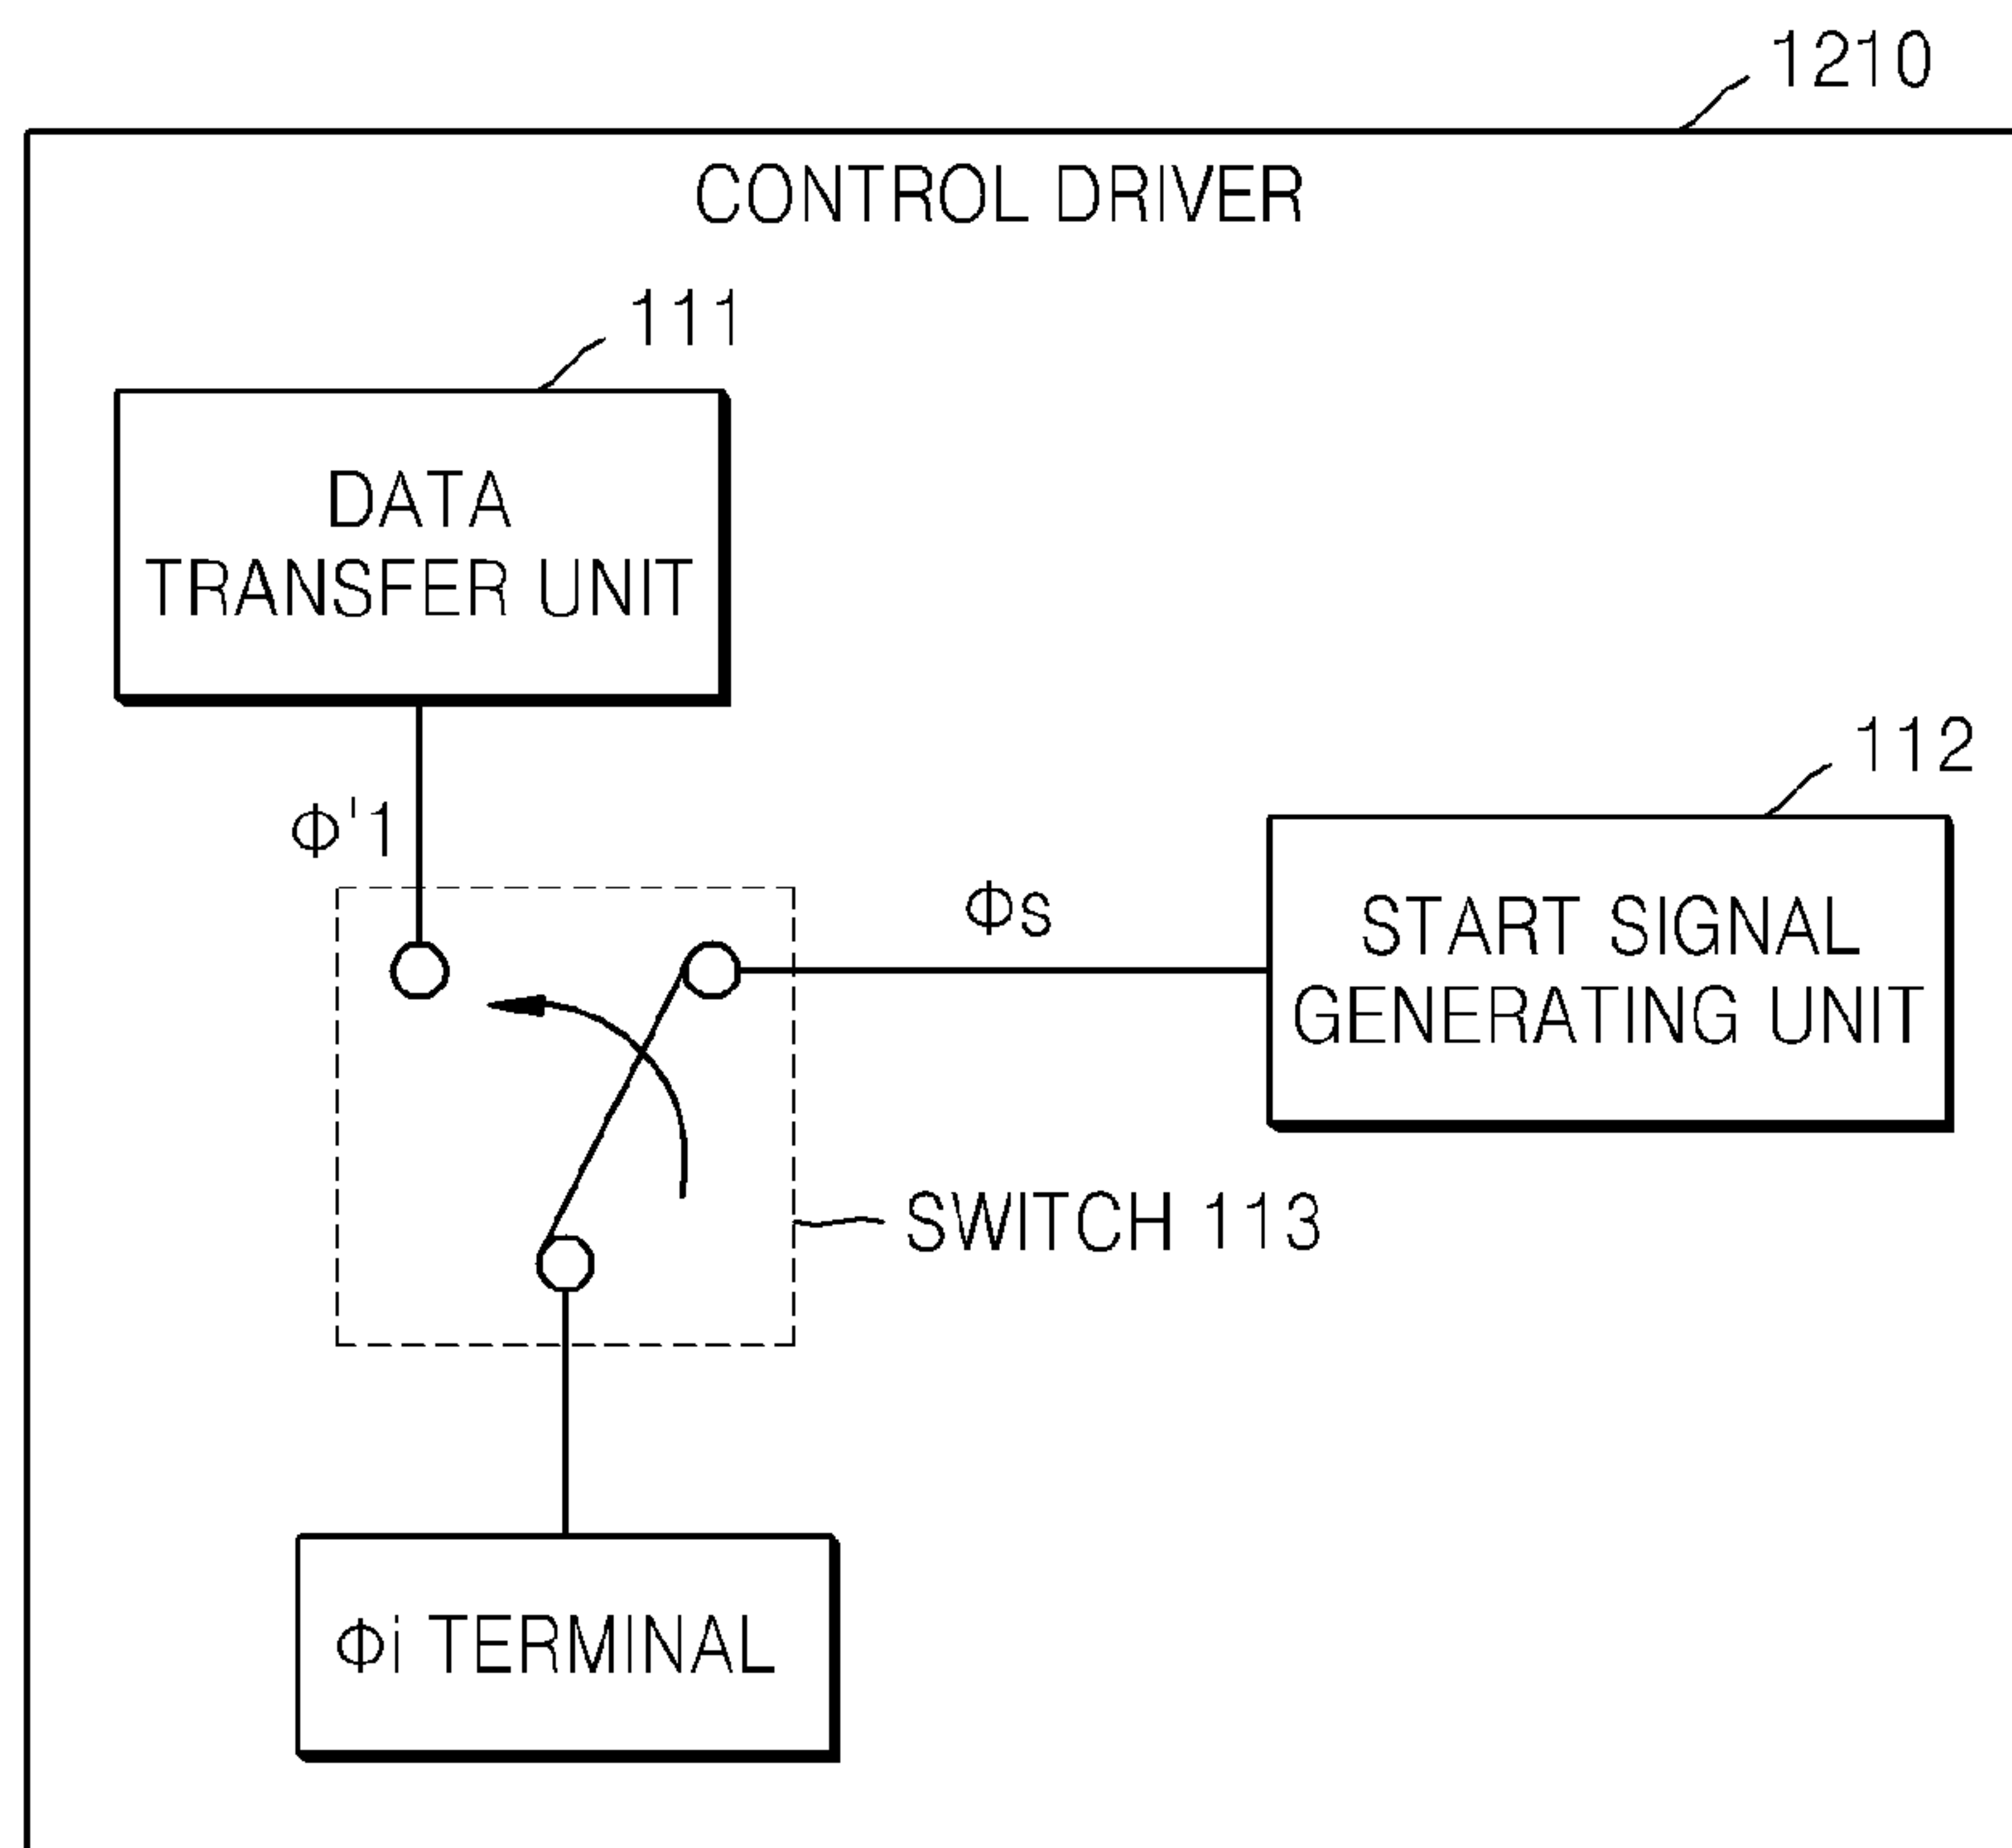 1210
CONTROL DRIVER
111
DATA
TRANSFER UNIT
Φ'1
112
Φs
START SIGNAL
GENERATING UNIT
SWITCH 113
Φi TERMINAL